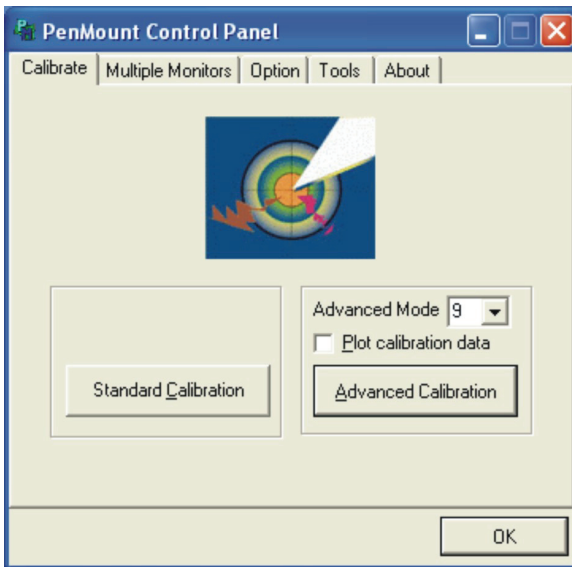 PenMount Control Panel
Calibrate Multiple Monitors Option Tools About
Advanced Mode 9
Plot calibration data
Standard Calibration Advanced Calibration
OK